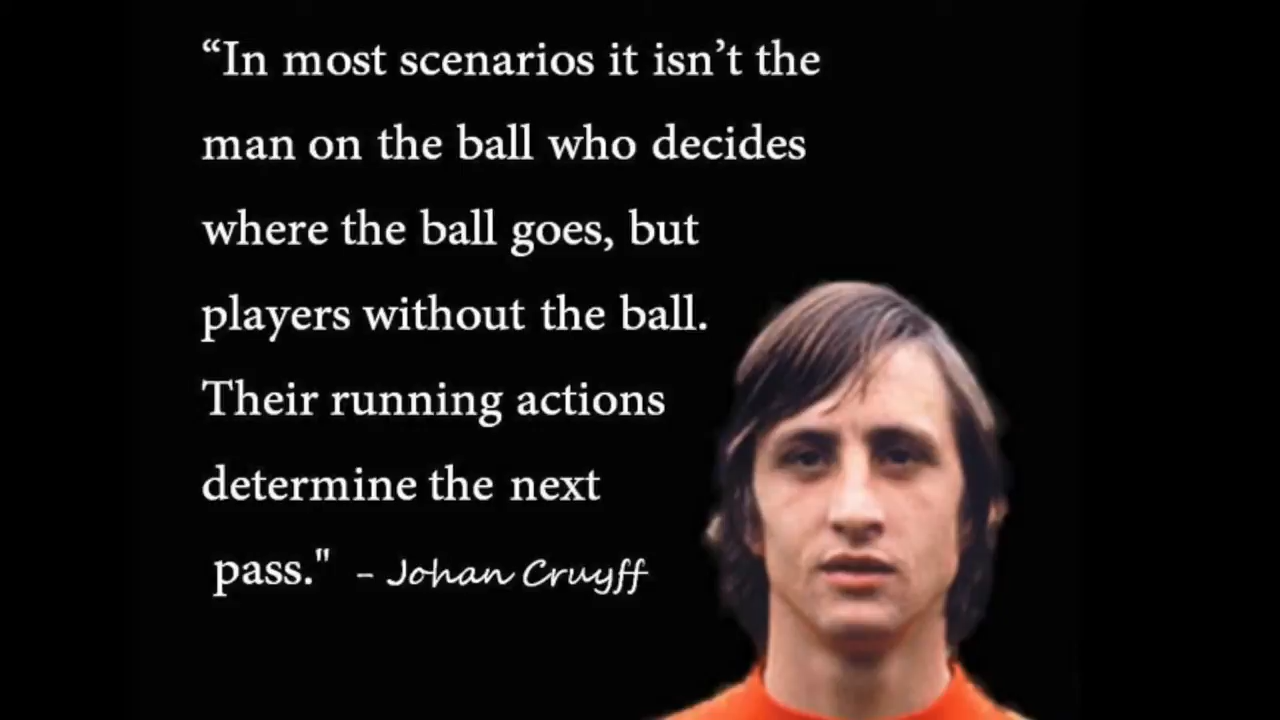 “In most scenarios it isn’t the
man on the ball who decides
where the ball goes, but
players without the ball.
Their running actions
determine the next
pass." - Johan Cruyff